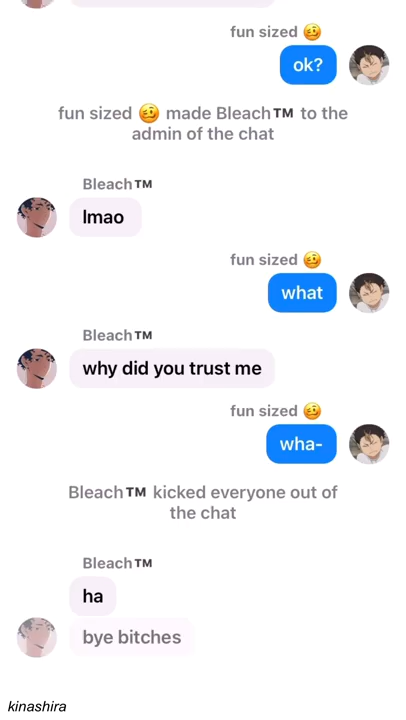 fun sized 🥴
ok?
fun sized 🥴 made Bleach™️ to the
admin of the chat
Bleach™️
lmao
fun sized 🥴
what
Bleach™️
why did you trust me
fun sized 🥴
wha-
Bleach™️ kicked everyone out of
the chat
Bleach™️
ha
bye bitches
kinashira